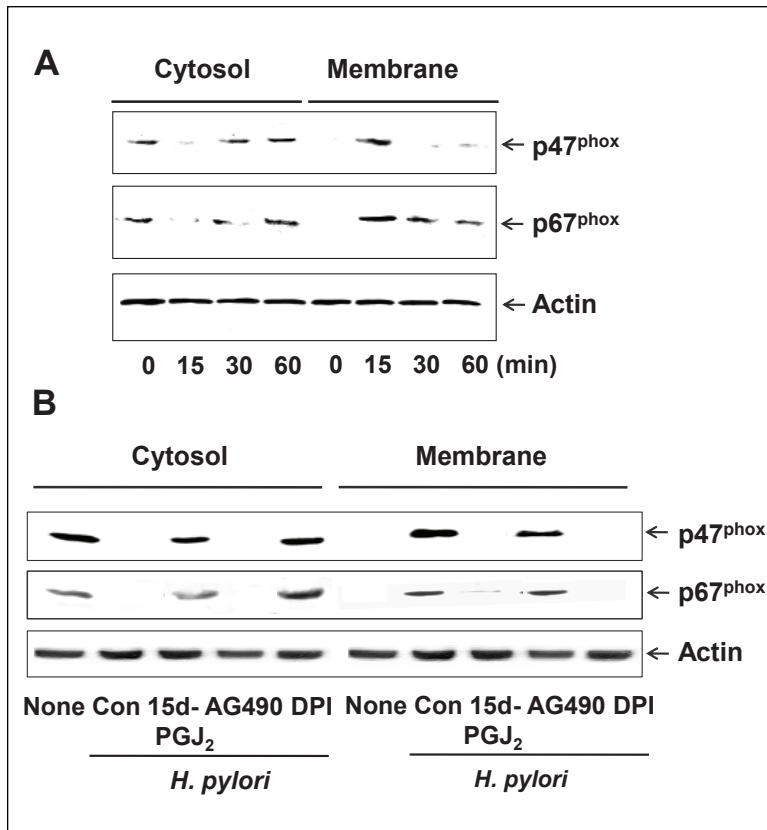 A
Cytosol Membrane
← p47phox
← p67phox
← Actin
0 15 30 60 0 15 30 60 (min)
B
Cytosol Membrane
← p47phox
← p67phox
← Actin
None Con 15d- AG490 DPI None Con 15d- AG490 DPI
PGJ2 PGJ2
H. pylori H. pylori